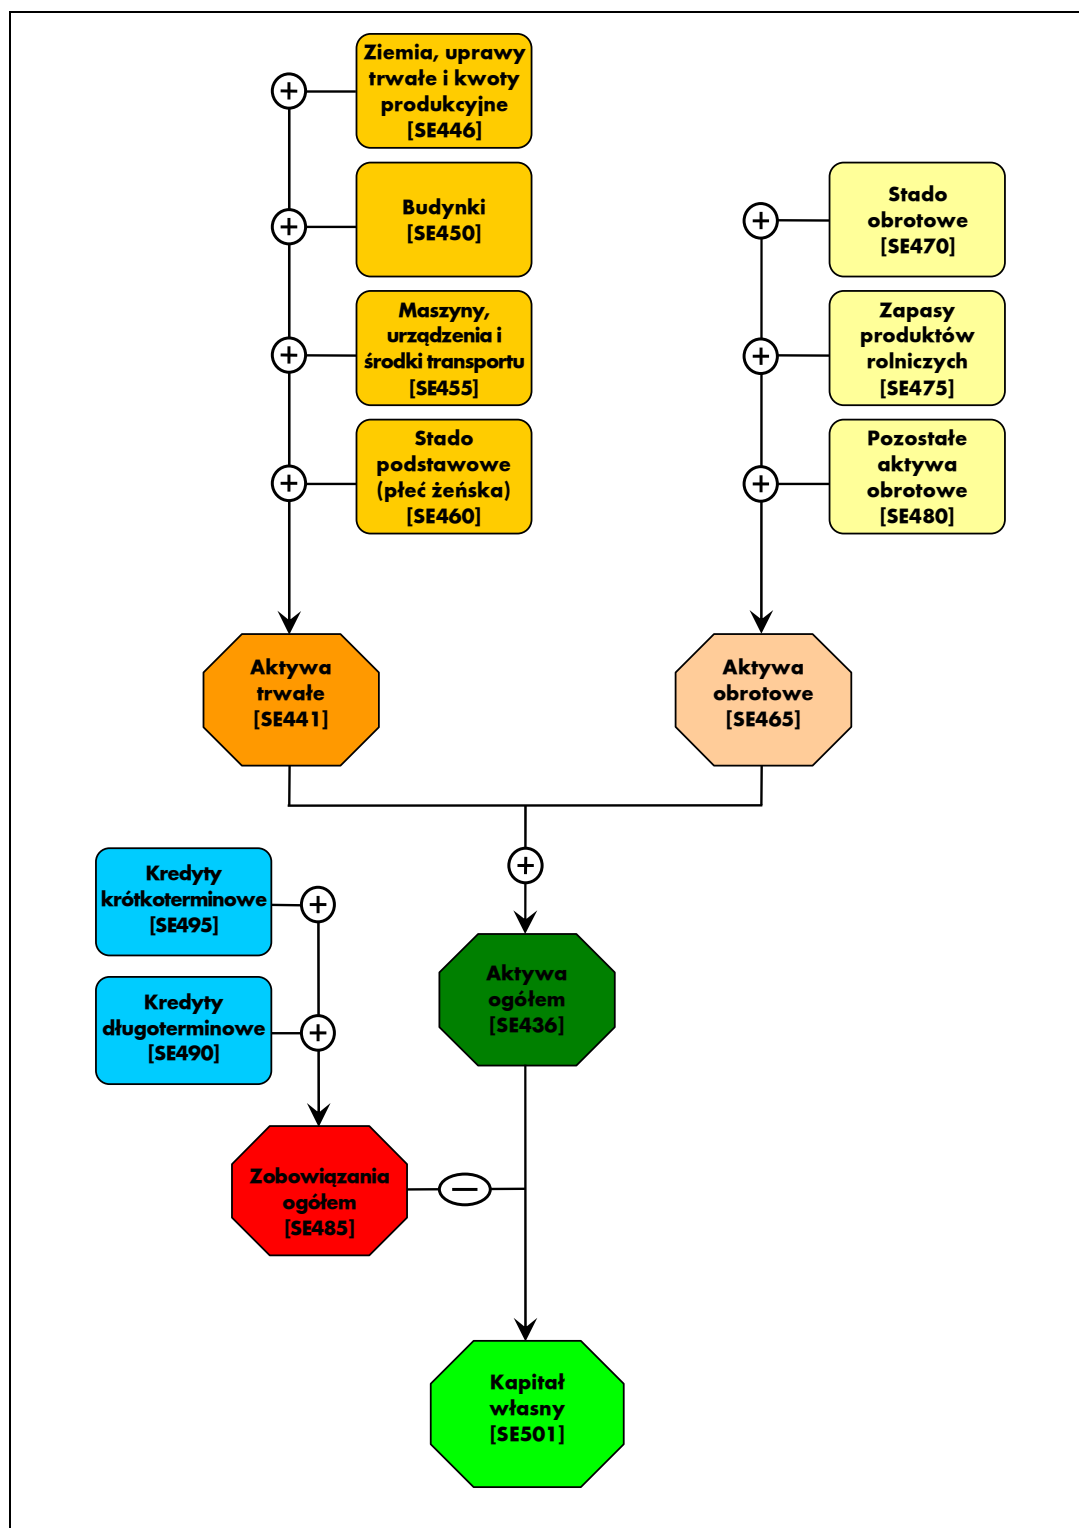 Ziemia, uprawy
trwałe i kwoty
produkcyjne
[SE446]
Budynki
[SE450]
Maszyny,
urządzenia i
środki transportu
[SE455]
Stado
podstawowe
(płeć żeńska)
[SE460]
Stado
obrotowe
[SE470]
Zapasy
produktów
rolniczych
[SE475]
Pozostałe
aktywa
obrotowe
[SE480]
Aktywa
trwałe
[SE441]
Aktywa
obrotowe
[SE465]
Kredyty
krótkoterminowe
[SE495]
Kredyty
długoterminowe
[SE490]
Aktywa
ogółem
[SE436]
Zobowiązania
ogółem
[SE485]
Kapitał
własny
[SE501]